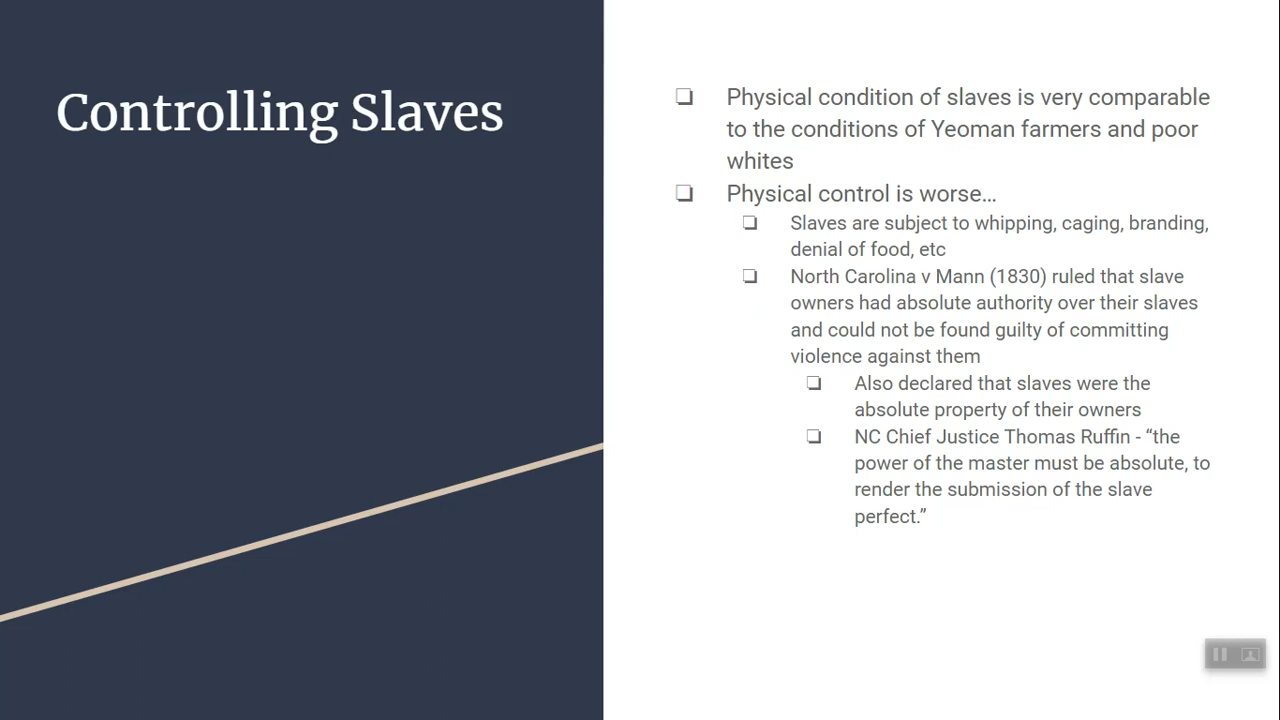 Controlling Slaves
❏ Physical condition of slaves is very comparable
to the conditions of Yeoman farmers and poor
whites
❏ Physical control is worse…
❏ Slaves are subject to whipping, caging, branding,
denial of food, etc
❏ North Carolina v Mann (1830) ruled that slave
owners had absolute authority over their slaves
and could not be found guilty of committing
violence against them
❏ Also declared that slaves were the
absolute property of their owners
❏ NC Chief Justice Thomas Ruffin - “the
power of the master must be absolute, to
render the submission of the slave
perfect.”